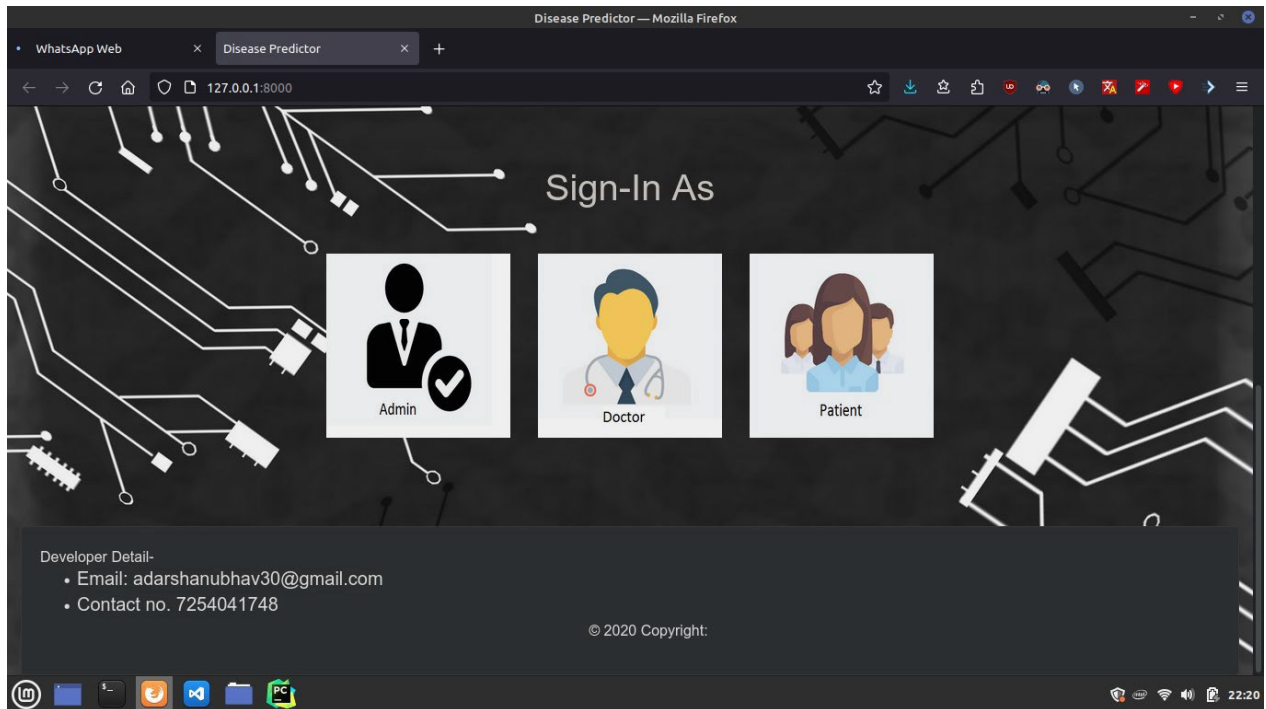 Disease Predictor — Mozilla Firefox
WhatsApp Web
Disease Predictor
127.0.0.1:8000
Sign-In As
Admin
Doctor
Patient
Developer Detail-
• Email: adarshanubhav30@gmail.com
• Contact no. 7254041748
© 2020 Copyright:
PC
22:20